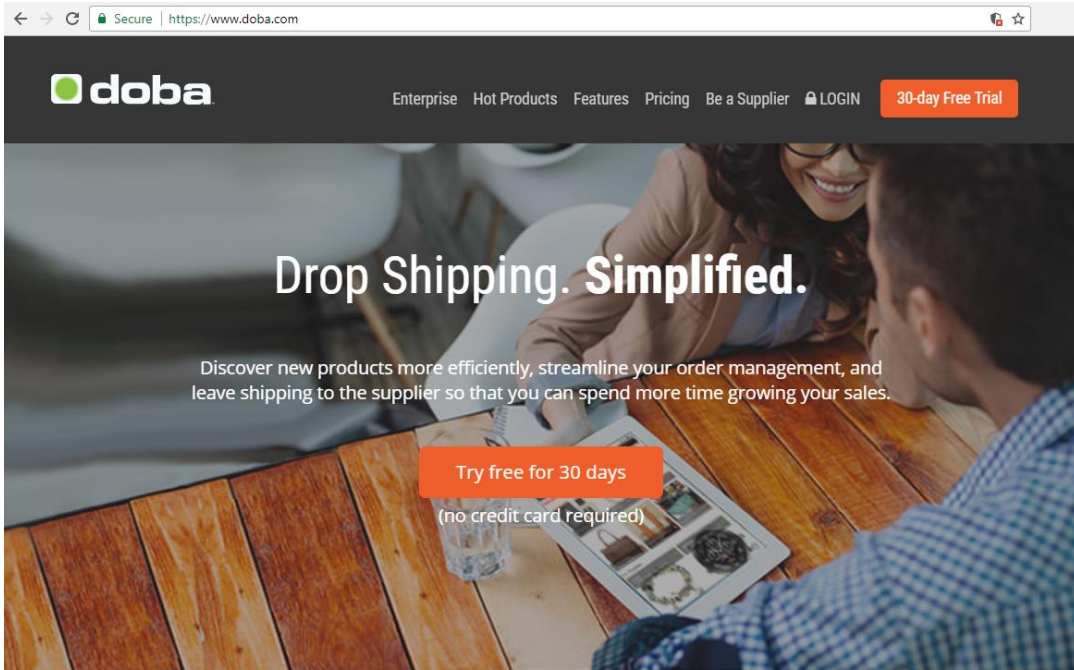 Secure | https://www.doba.com
doba
Enterprise Hot Products Features Pricing Be a Supplier LOGIN 30-day Free Trial
Drop Shipping. Simplified.
Discover new products more efficiently, streamline your order management, and
leave shipping to the supplier so that you can spend more time growing your sales.
Try free for 30 days
(no credit card required)